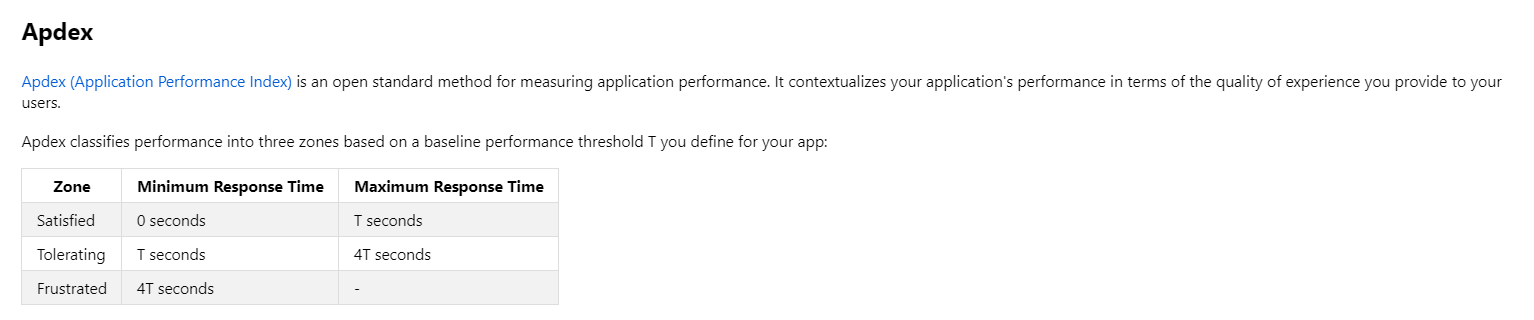 Apdex
Apdex (Application Performance Index) is an open standard method for measuring application performance. It contextualizes your application's performance in terms of the quality of experience you provide to your
users.
Apdex classifies performance into three zones based on a baseline performance threshold T you define for your app:
Zone Minimum Response Time Maximum Response Time
Satisfied 0 seconds T seconds
Tolerating T seconds 4T seconds
Frustrated 4T seconds -